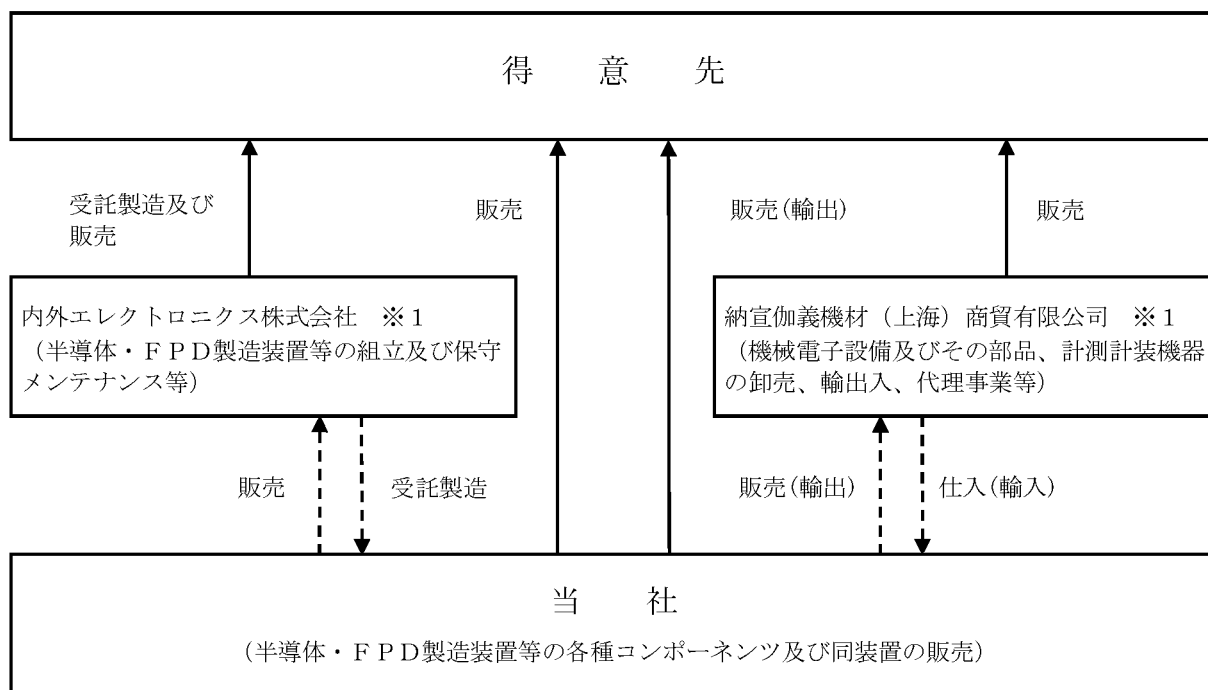 得 意 先
受託製造及び
販売
販売
販売(輸出)
販売
内外エレクトロニクス株式会社 ※1
(半導体・FPD製造装置等の組立及び保守
メンテナンス等)
納宣伽義機材(上海)商貿有限公司 ※1
(機械電子設備及びその部品、計測計装機器
の卸売、輸出入、代理事業等)
販売
受託製造
販売(輸出)
仕入(輸入)
当 社
(半導体・FPD製造装置等の各種コンポーネンツ及び同装置の販売)